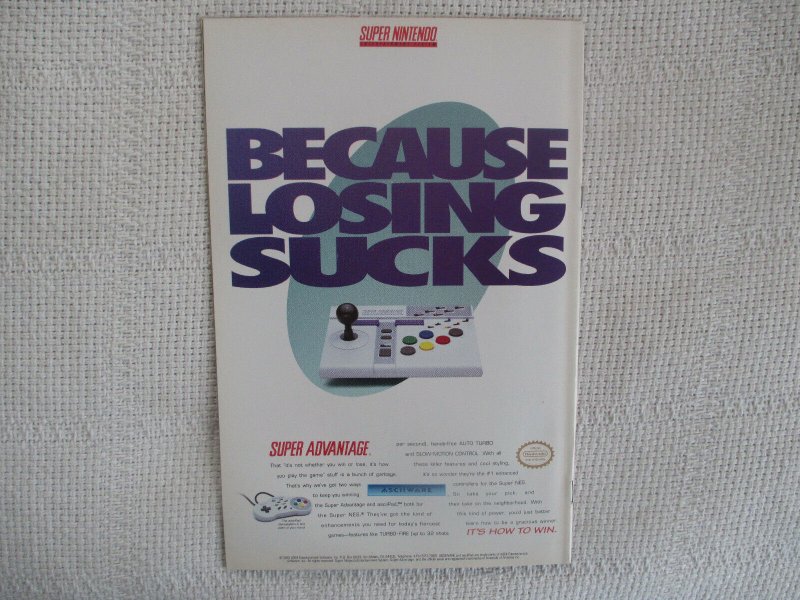 SUPER NINTENDO
BECAUSE
LOSING
SUCKS
SUPER ADVANTAGE
That "it's not whether you win or lose, it's how
you play the game" stuff is a bunch of garbage.
That's why we've got two ways
to keep you winning,
the Super Advantage and asciiPad,™ both for
the Super NES.® They've got the kind of
enhancements you need for today's fiercest
games—features like TURBO-FIRE (up to 32 shots
per second), hands-free AUTO TURBO
and SLOW-MOTION CONTROL. With all
these killer features and cool styling,
it's no wonder they're the #1 enhanced
controllers for the Super NES.
So take your pick and
then take on the neighborhood. With
this kind of power, you'd just better
learn how to be a gracious winner
IT'S HOW TO WIN.
ASCIIWARE
Nintendo